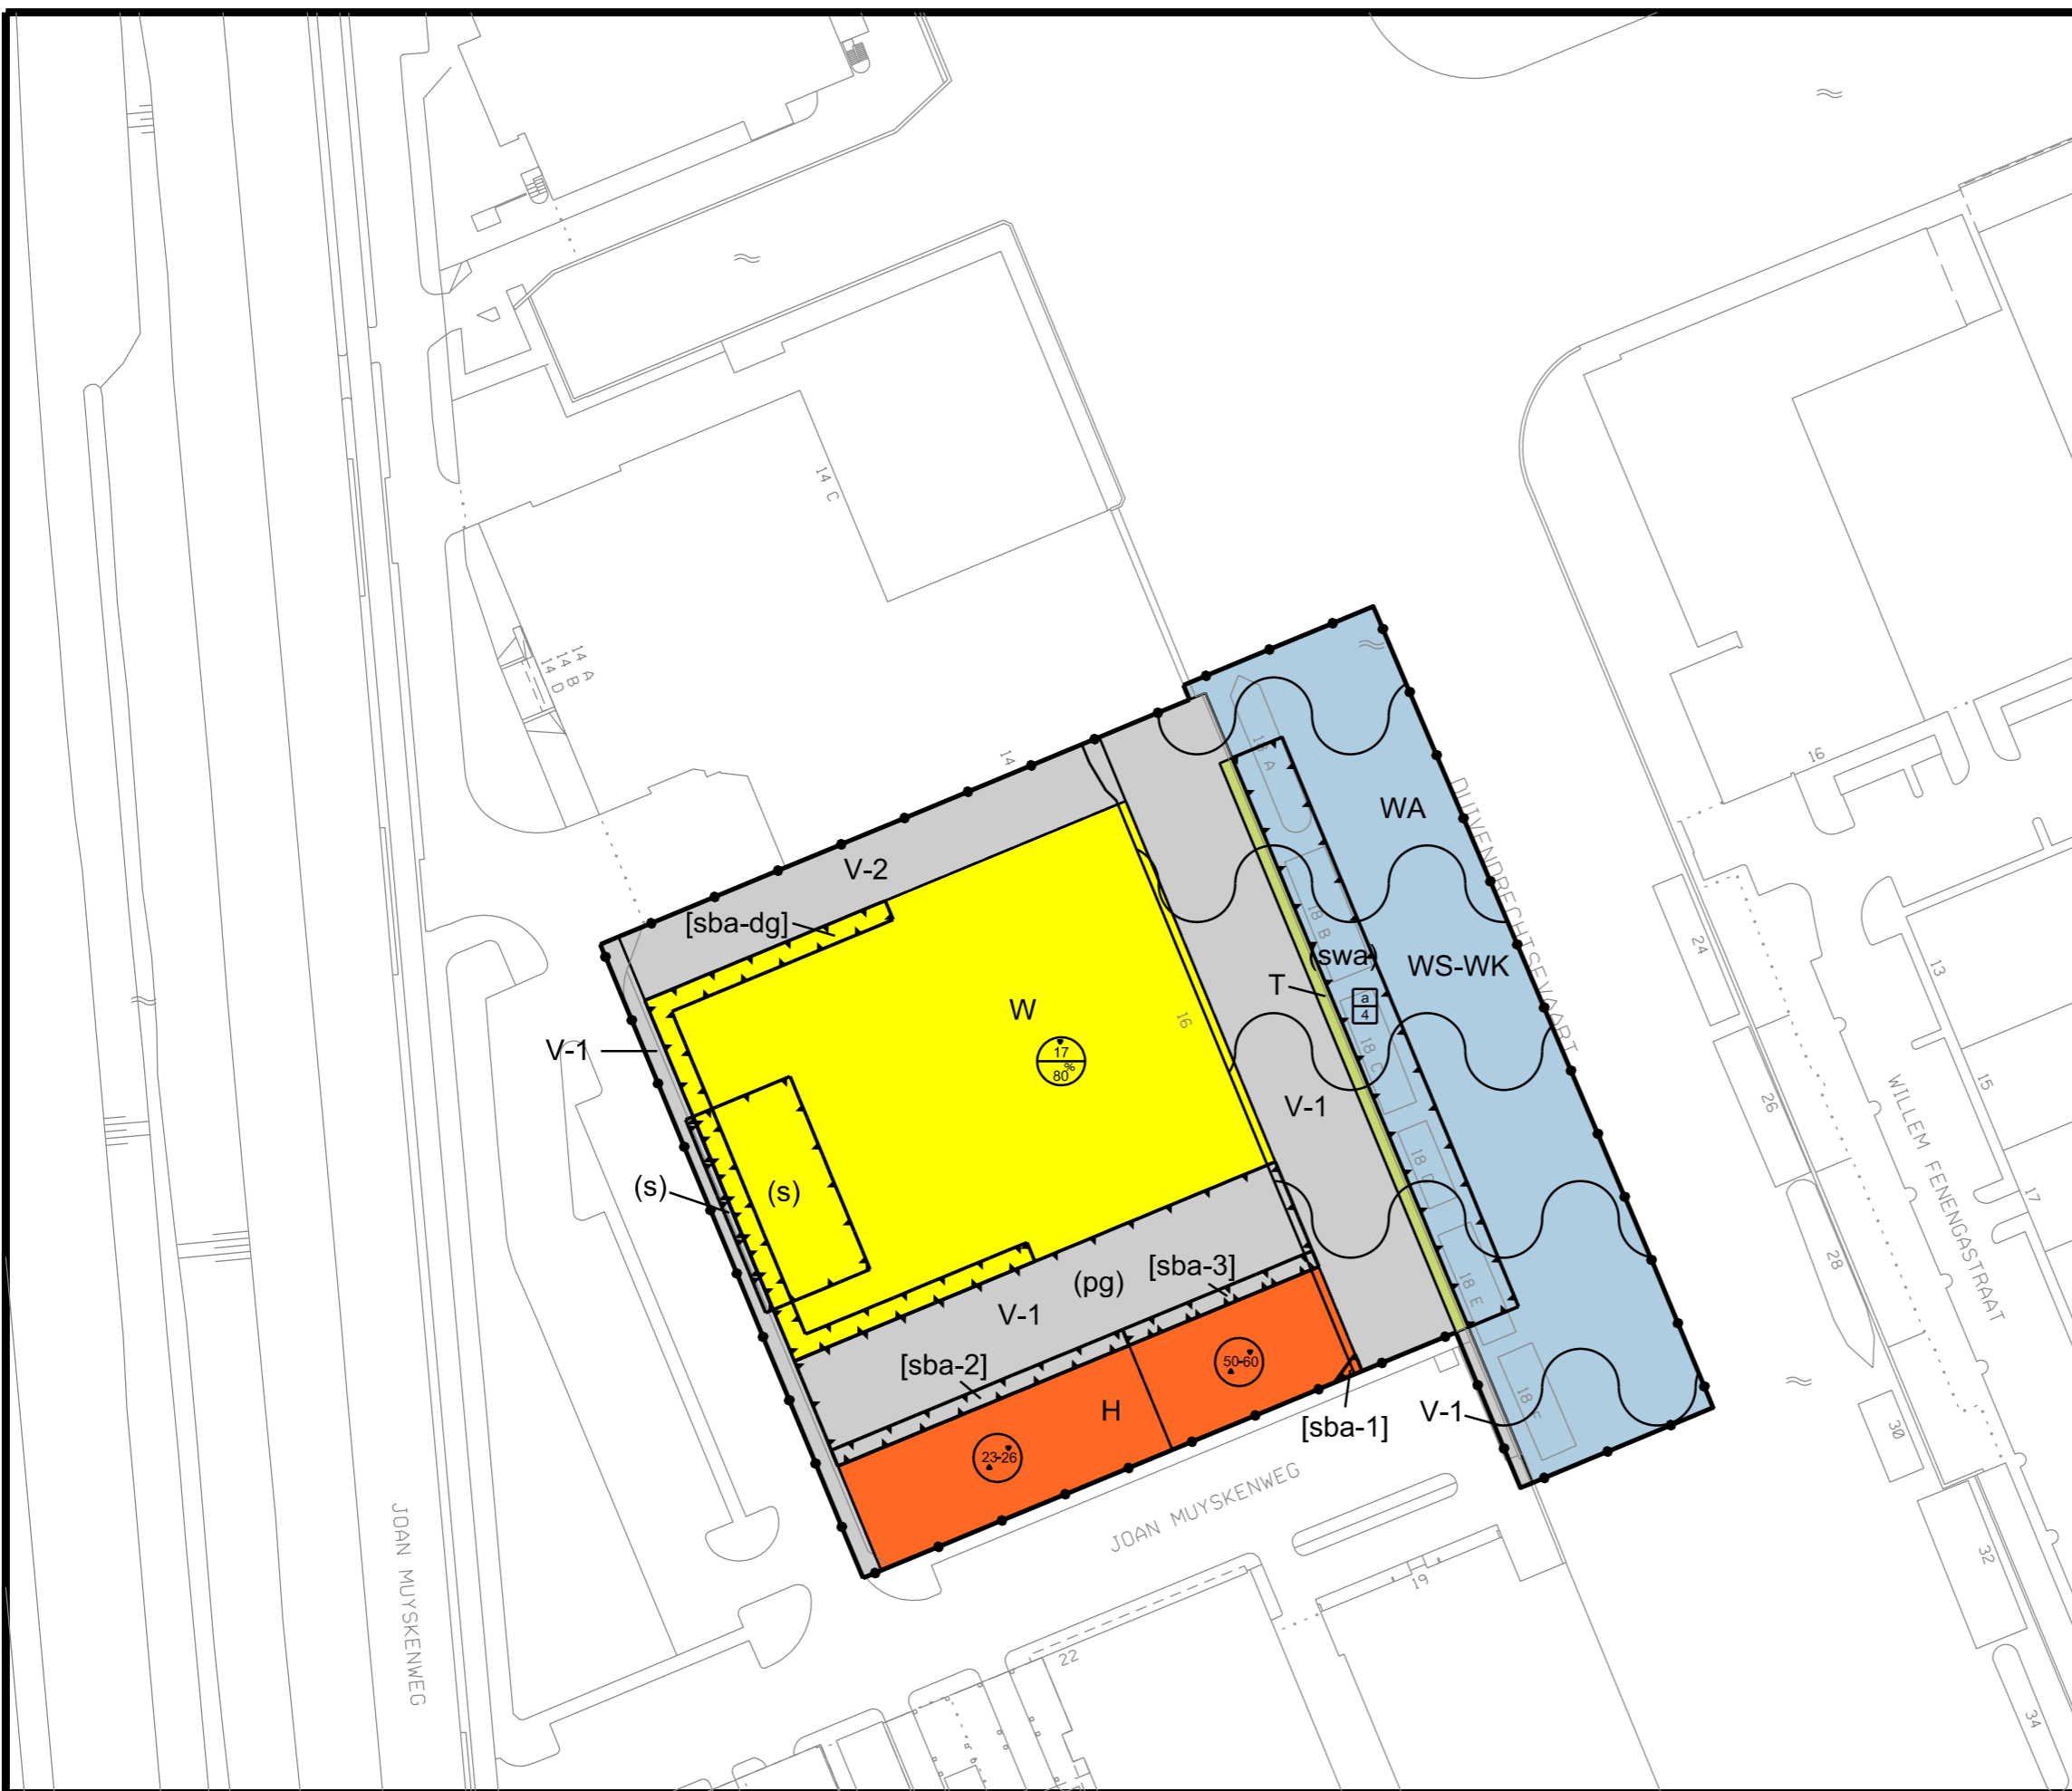 14 C
14 A
14 B
14 D
14
16
WA
DUIVENDRECHTSEVAART
V-2
[sba-dg]
18 B
24
(swa)
WS-WK
13
T
W
a
4
16
17
80%
V-1
18 C
15
26
WILLEM FENENGASTRAAT
V-1
18 D
(s)
(s)
17
28
(pg)
[sba-3]
18 E
V-1
[sba-2]
50-60
18 F
H
[sba-1]
V-1
30
23-26
JOAN MUYSKENWEG
JOAN MUYSKENWEG
19
32
22
34